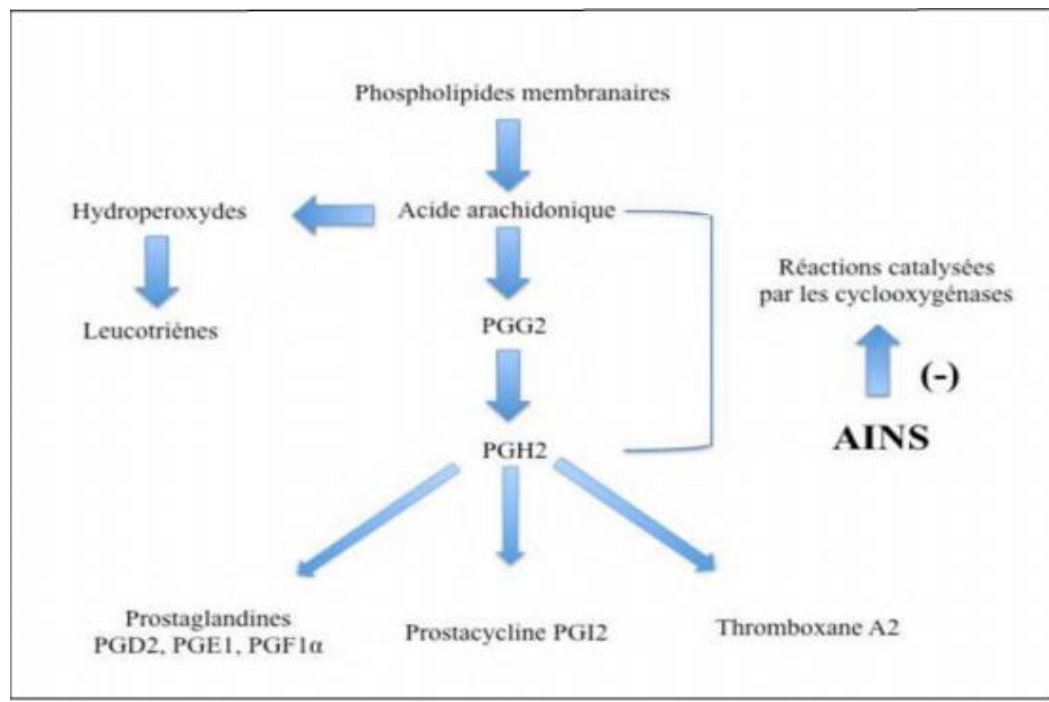 Phospholipides membranaires
Hydroperoxydes
Acide arachidonique
Réactions catalysées
par les cyclooxygénases
Leucotriènes
PGG2
(-)
AINS
PGH2
Prostaglandines
PGD2, PGE1, PGF1α
Prostacycline PGI2
Thromboxane A2